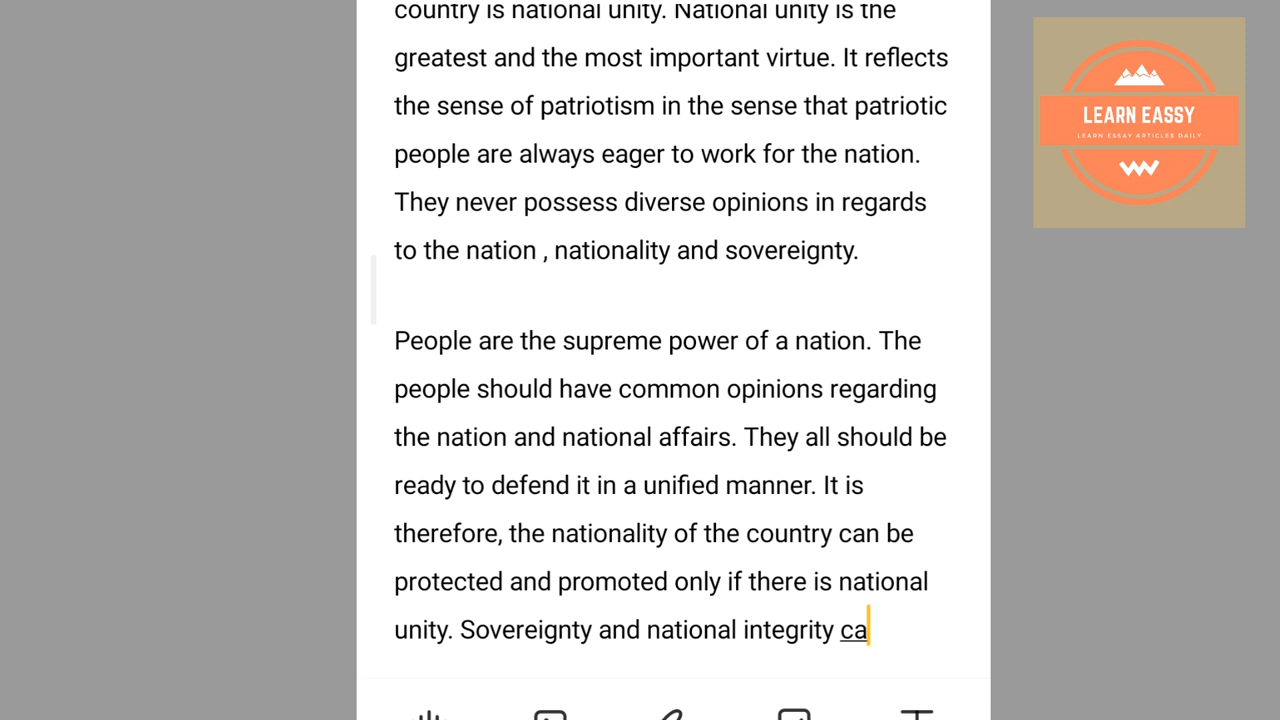 country is national unity. National unity is the
greatest and the most important virtue. It reflects
the sense of patriotism in the sense that patriotic
people are always eager to work for the nation.
They never possess diverse opinions in regards
to the nation , nationality and sovereignty.
People are the supreme power of a nation. The
people should have common opinions regarding
the nation and national affairs. They all should be
ready to defend it in a unified manner. It is
therefore, the nationality of the country can be
protected and promoted only if there is national
unity. Sovereignty and national integrity ca
LEARN EASSY
LEARN ESSAY ARTICLES DAILY